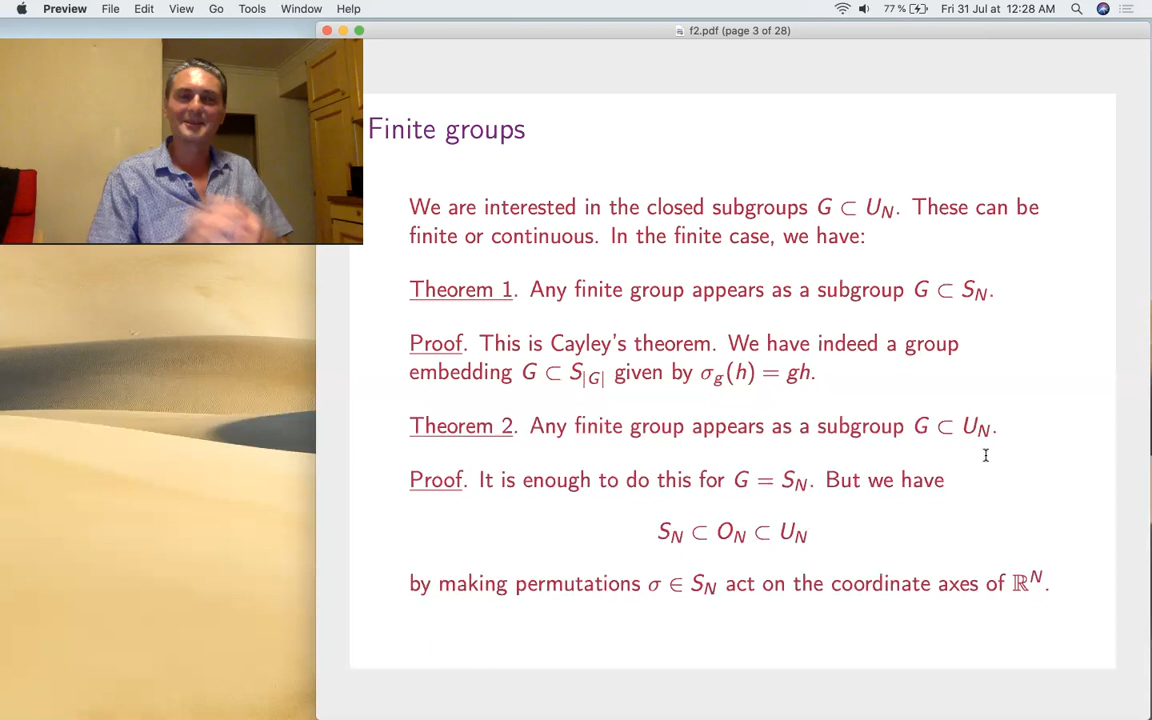 Preview File Edit View Go Tools Window Help 77 % Fri 31 Jul at 12:28 AM
f2.pdf (page 3 of 28)
Finite groups
We are interested in the closed subgroups G ⊂ U_N. These can be
finite or continuous. In the finite case, we have:
Theorem 1. Any finite group appears as a subgroup G ⊂ S_N.
Proof. This is Cayley's theorem. We have indeed a group
embedding G ⊂ S_{|G|} given by σ_g(h) = gh.
Theorem 2. Any finite group appears as a subgroup G ⊂ U_N.
Proof. It is enough to do this for G = S_N. But we have
S_N ⊂ O_N ⊂ U_N
by making permutations σ ∈ S_N act on the coordinate axes of ℝ^N.